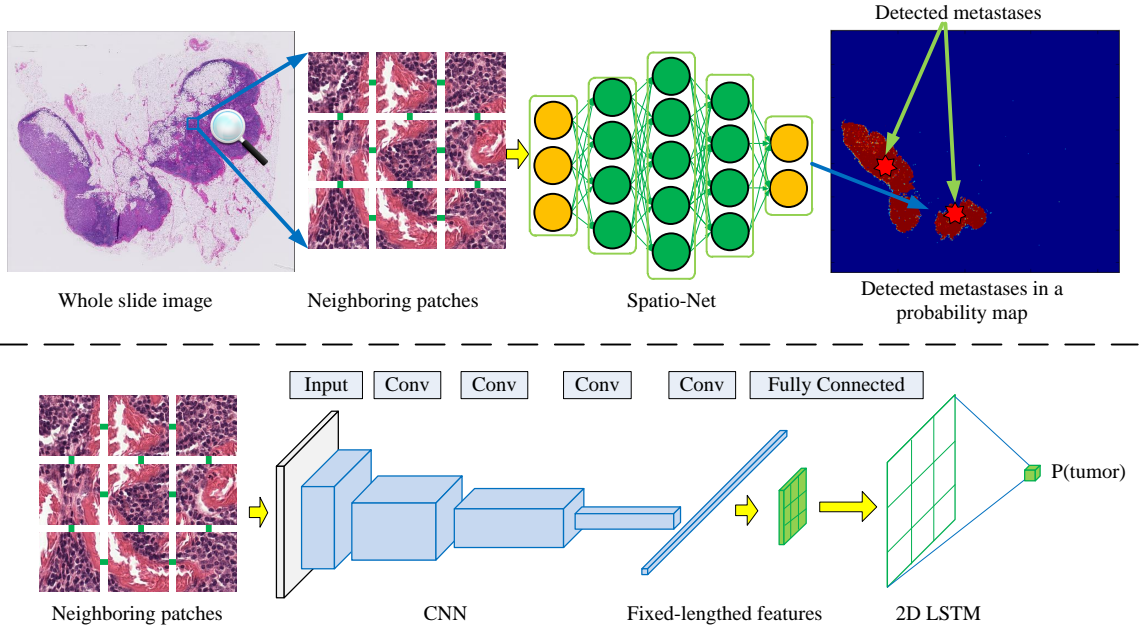 Detected metastases
Whole slide image
Neighboring patches
Spatio-Net
Detected metastases in a
probability map
Input
Conv
Conv
Conv
Conv
Fully Connected
P(tumor)
Neighboring patches
CNN
Fixed-lengthed features
2D LSTM